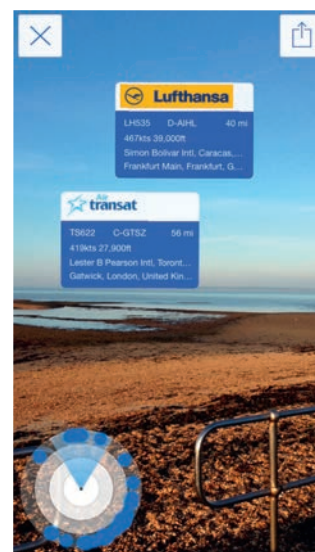 Lufthansa
LH535 D-AIHL 40 mi
467kts 39,000ft
Simon Bolivar Intl, Caracas,...
Frankfurt Main, Frankfurt, G...
Air
transat
TS622 C-GTSZ 56 mi
419kts 27,900ft
Lester B Pearson Intl, Toront...
Gatwick, London, United Kin...